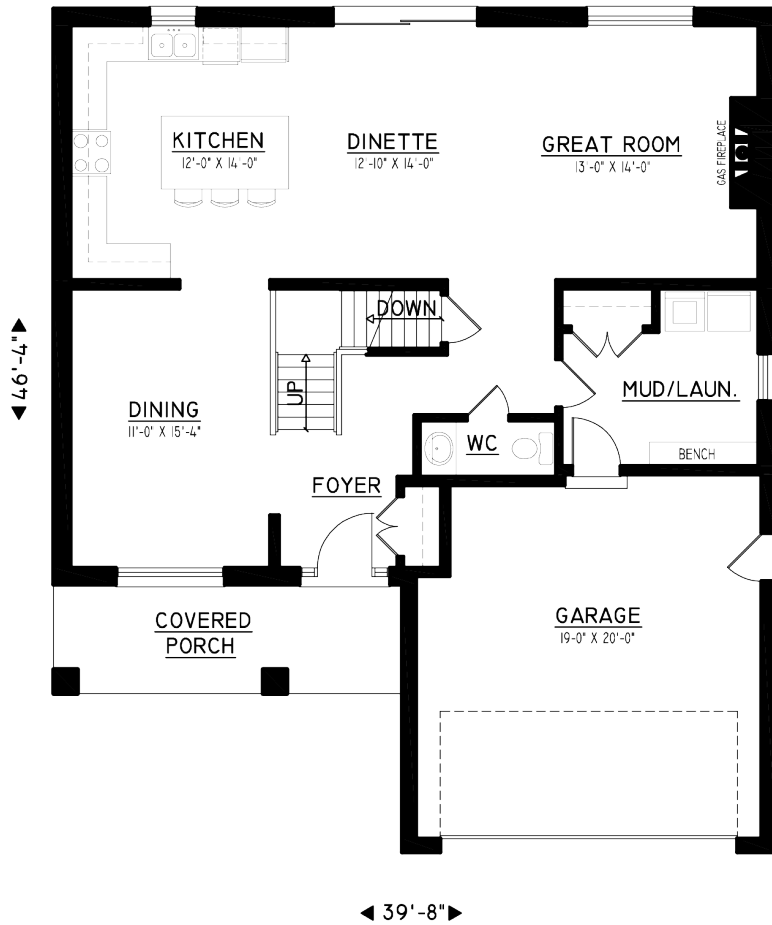 KITCHEN
12'-0" X 14'-0"
DINETTE
12'-10" X 14'-0"
GREAT ROOM
13'-0" X 14'-0"
GAS FIREPLACE
DOWN
UP
46'-4"
DINING
11'-0" X 15'-4"
MUD/LAUN.
WC
BENCH
FOYER
COVERED
PORCH
GARAGE
19'-0" X 20'-0"
39'-8"